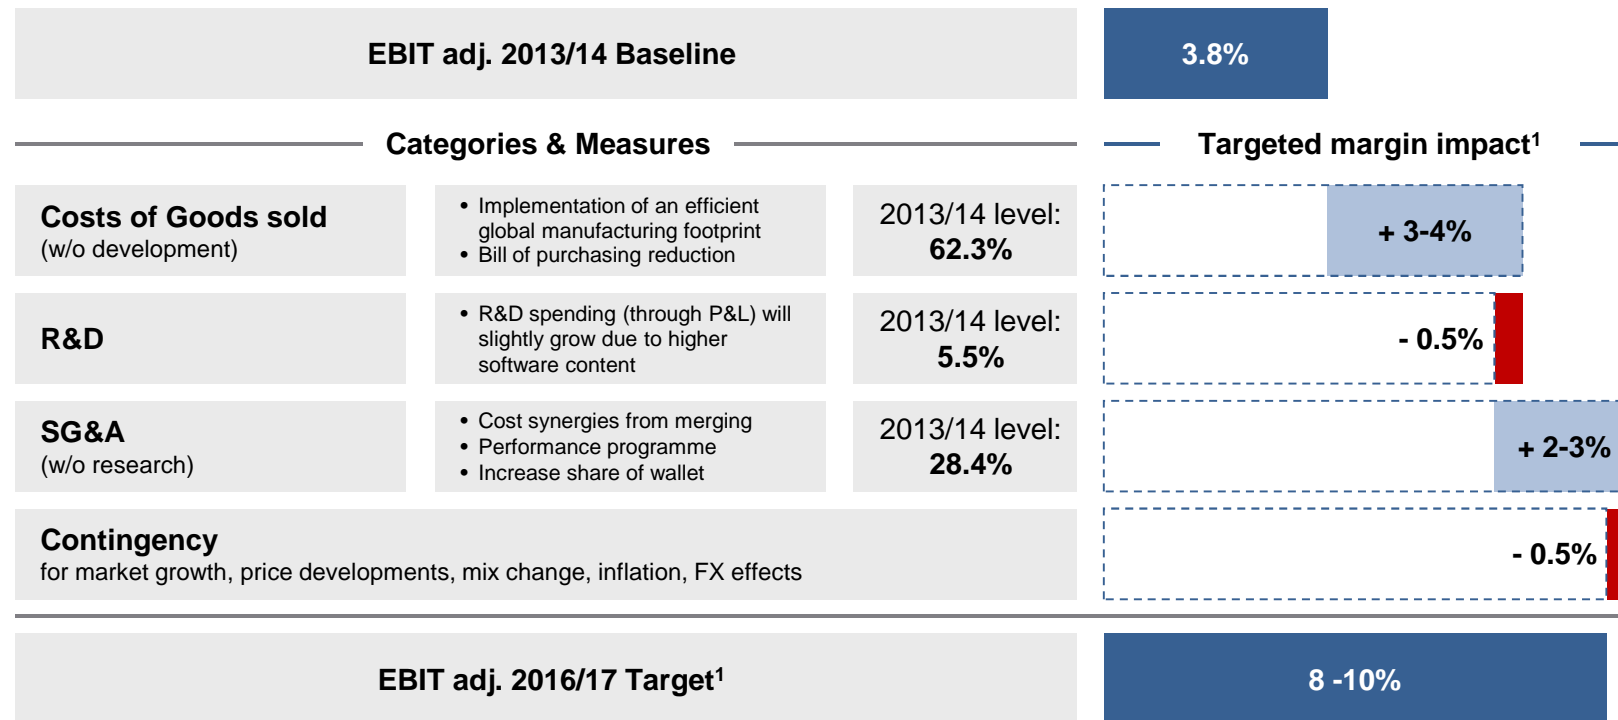 EBIT adj. 2013/14 Baseline
3.8%
Categories & Measures
Targeted margin impact¹
Costs of Goods sold
(w/o development)
• Implementation of an efficient
global manufacturing footprint
• Bill of purchasing reduction
2013/14 level:
62.3%
+ 3-4%
R&D
• R&D spending (through P&L) will
slightly grow due to higher
software content
2013/14 level:
5.5%
- 0.5%
SG&A
(w/o research)
• Cost synergies from merging
• Performance programme
• Increase share of wallet
2013/14 level:
28.4%
+ 2-3%
Contingency
for market growth, price developments, mix change, inflation, FX effects
- 0.5%
EBIT adj. 2016/17 Target¹
8 -10%